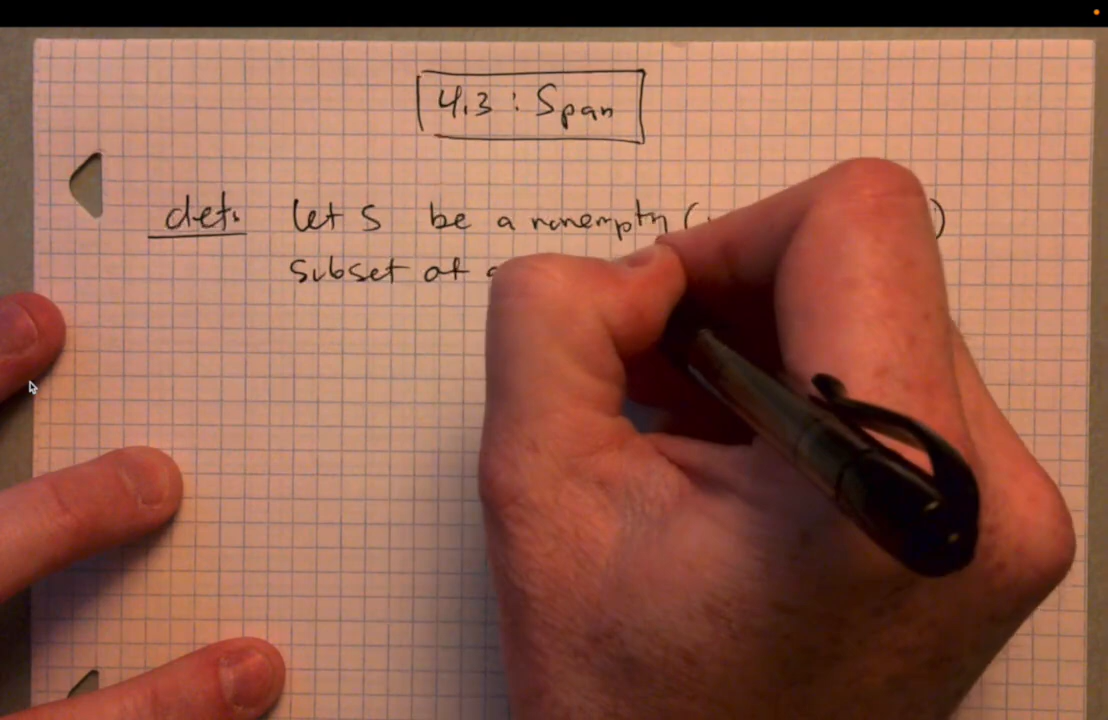 4.3 : Span
def. let S be a nonempty (
subset of